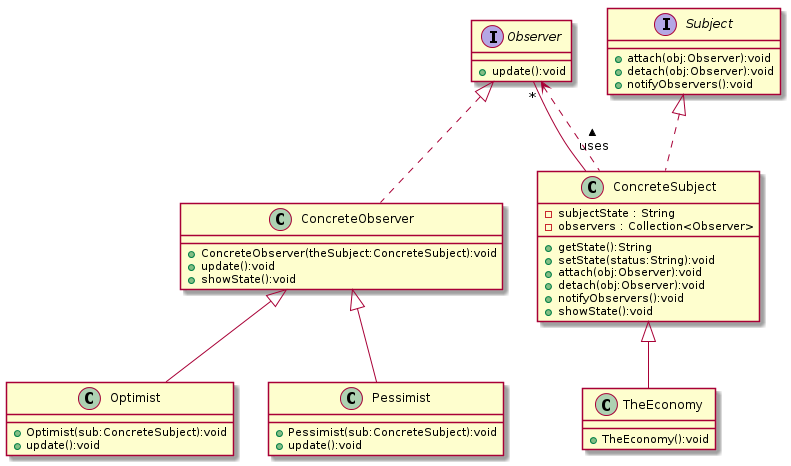 I Observer
update():void
I Subject
attach(obj:Observer):void
detach(obj:Observer):void
notifyObservers():void
*
uses
C ConcreteObserver
ConcreteObserver(theSubject:ConcreteSubject):void
update():void
showState():void
C ConcreteSubject
subjectState : String
observers : Collection<Observer>
getState():String
setState(status:String):void
attach(obj:Observer):void
detach(obj:Observer):void
notifyObservers():void
showState():void
C Optimist
Optimist(sub:ConcreteSubject):void
update():void
C Pessimist
Pessimist(sub:ConcreteSubject):void
update():void
C TheEconomy
TheEconomy():void